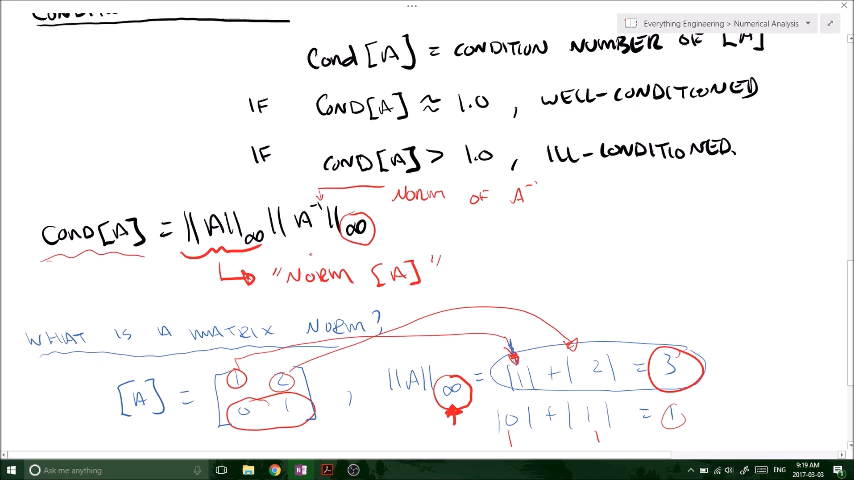 Everything Engineering > Numerical Analysis
CONDITION
Cond [A] = CONDITION NUMBER OF [A]
IF COND[A] ≈ 1.0 , WELL-CONDITIONED
IF COND[A] > 1.0 , ILL-CONDITIONED.
NORM OF A⁻¹
COND[A] = ||A||∞ ||A⁻¹||∞
"NORM [A]"
WHAT IS A MATRIX NORM?
[A] = [1 2
0 1] , ||A||∞ = |1| + |2| = 3
|0| + |1| = 1
Ask me anything
ENG
9:19 AM
2017-03-03